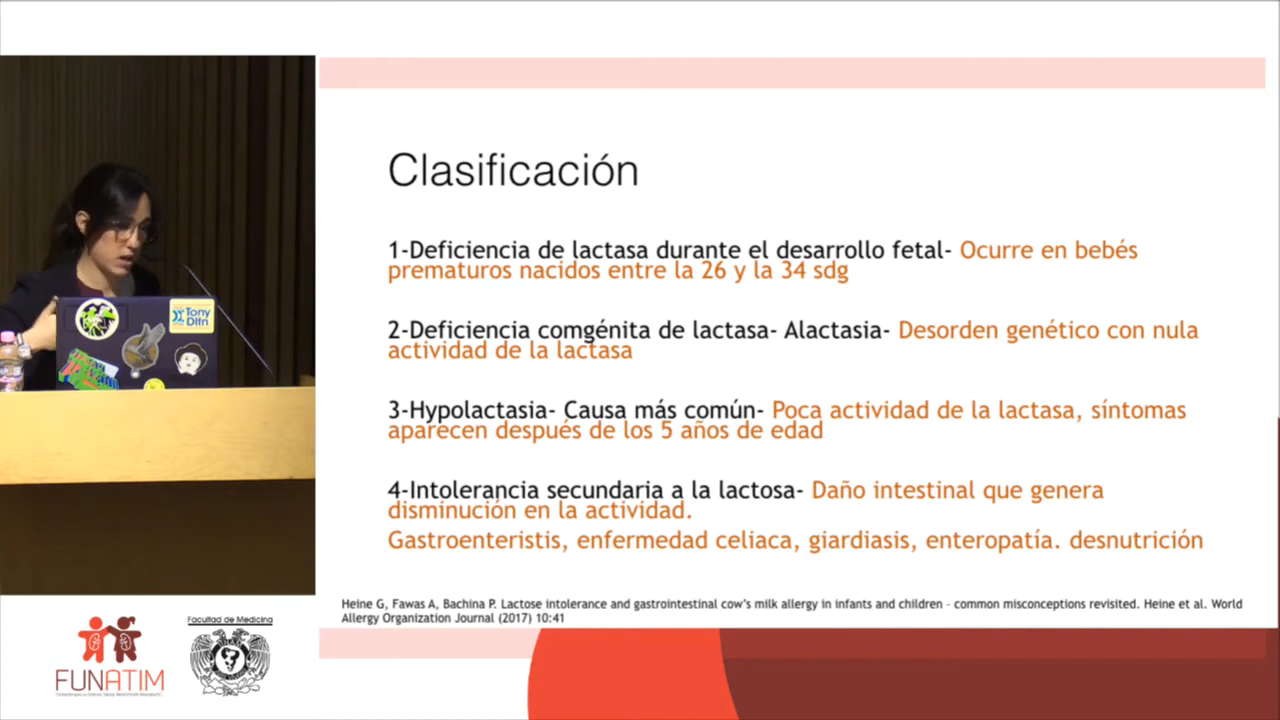 Clasificación
1-Deficiencia de lactasa durante el desarrollo fetal- Ocurre en bebés
prematuros nacidos entre la 26 y la 34 sdg
2-Deficiencia comgénita de lactasa- Alactasia- Desorden genético con nula
actividad de la lactasa
3-Hypolactasia- Causa más común- Poca actividad de la lactasa, síntomas
aparecen después de los 5 años de edad
4-Intolerancia secundaria a la lactosa- Daño intestinal que genera
disminución en la actividad.
Gastroenteristis, enfermedad celiaca, giardiasis, enteropatía. desnutrición
Heine G, Fawas A, Bachina P. Lactose intolerance and gastrointestinal cow's milk allergy in infants and children – common misconceptions revisited. Heine et al. World
Allergy Organization Journal (2017) 10:41
Tony
Dltn
Facultad de Medicina
FUNATIM